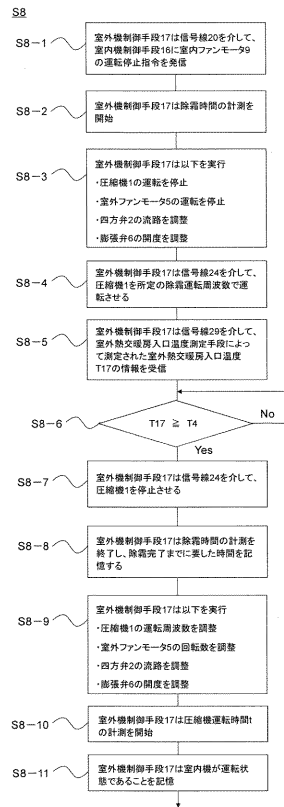 S8
S8-1
室外機制御手段17は信号線20を介して、
室内機制御手段16に室内ファンモータ9
の運転停止指令を発信
S8-2
室外機制御手段17は除霜時間の計測を
開始
S8-3
室外機制御手段17は以下を実行
・圧縮機1の運転を停止
・室外ファンモータ5の運転を停止
・四方弁2の流路を調整
・膨張弁6の開度を調整
S8-4
室外機制御手段17は信号線24を介して、
圧縮機1を所定の除霜運転周波数で運
転させる
S8-5
室外機制御手段17は信号線29を介して、
室外熱交暖房入口温度測定手段によっ
て測定された室外熱交暖房入口温度
T17の情報を受信
S8-6
T17 ≧ T4
No
Yes
S8-7
室外機制御手段17は信号線24を介して、
圧縮機1を停止させる
S8-8
室外機制御手段17は除霜時間の計測を
終了し、除霜完了までに要した時間を記
憶する
S8-9
室外機制御手段17は以下を実行
・圧縮機1の運転周波数を調整
・室外ファンモータ5の回転数を調整
・四方弁2の流路を調整
・膨張弁6の開度を調整
S8-10
室外機制御手段17は圧縮機運転時間t
の計測を開始
S8-11
室外機制御手段17は室内機が運転状
態であることを記憶